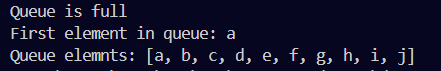 Queue is full
First element in queue: a
Queue elemnts: [a, b, c, d, e, f, g, h, i, j]